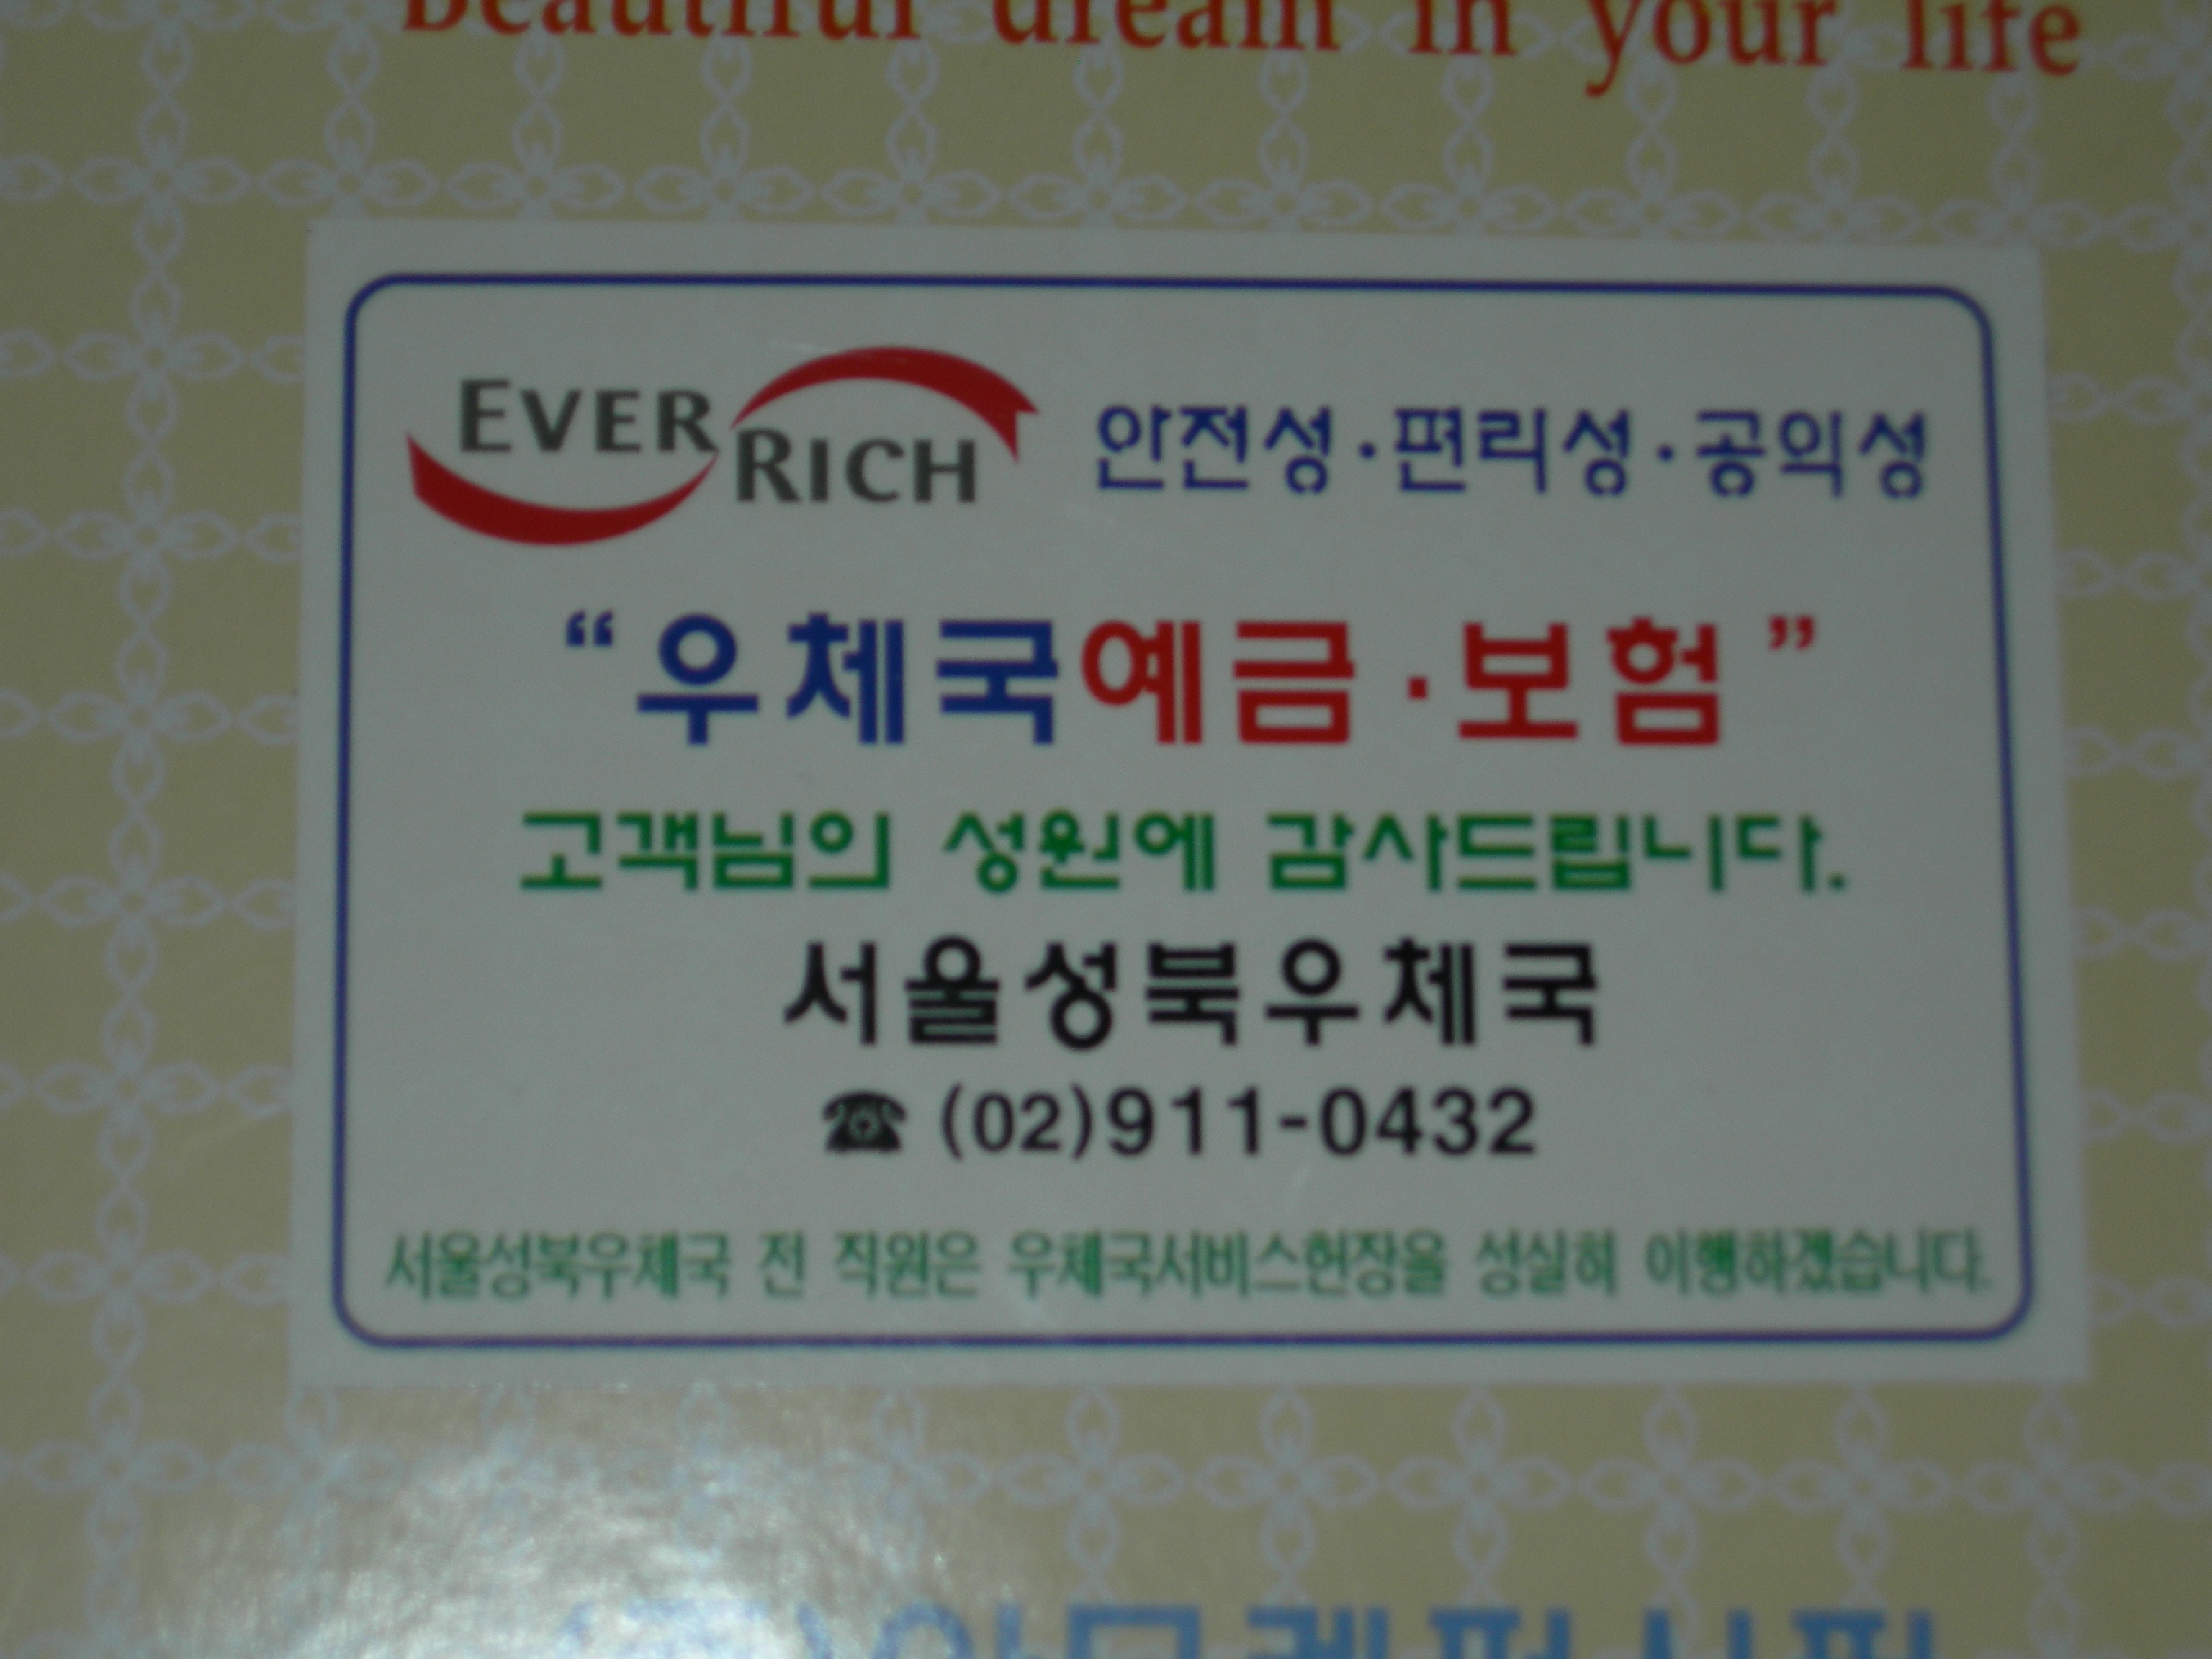 Beautiful dream in your life
EVER RICH 안전성·편리성·공익성
“우체국예금·보험”
고객님의 성원에 감사드립니다.
서울성북우체국
☎ (02)911-0432
서울성북우체국 전 직원은 우체국서비스헌장을 성실히 이행하겠습니다.